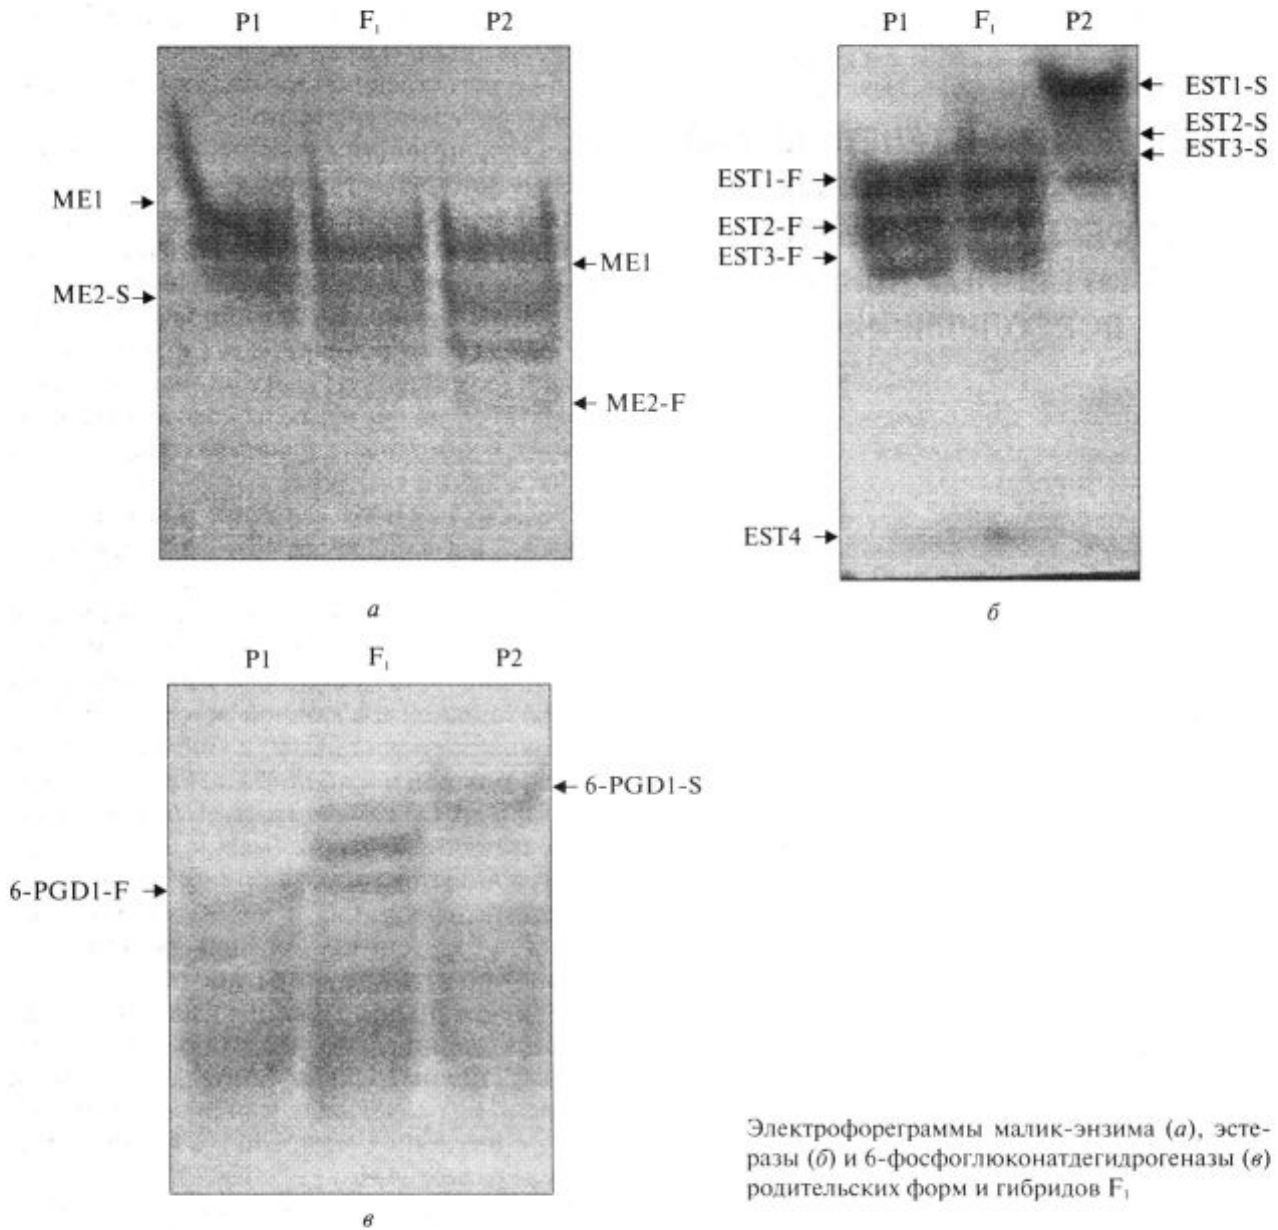 P1 F₁ P2
ME1
ME2-S
ME1
ME2-F
а
P1 F₁ P2
EST1-S
EST2-S
EST3-S
EST1-F
EST2-F
EST3-F
EST4
б
P1 F₁ P2
6-PGD1-S
6-PGD1-F
в
Электрофореграммы малик-энзима (а), эсте-
разы (б) и 6-фосфоглюконатдегидрогеназы (в)
родительских форм и гибридов F₁